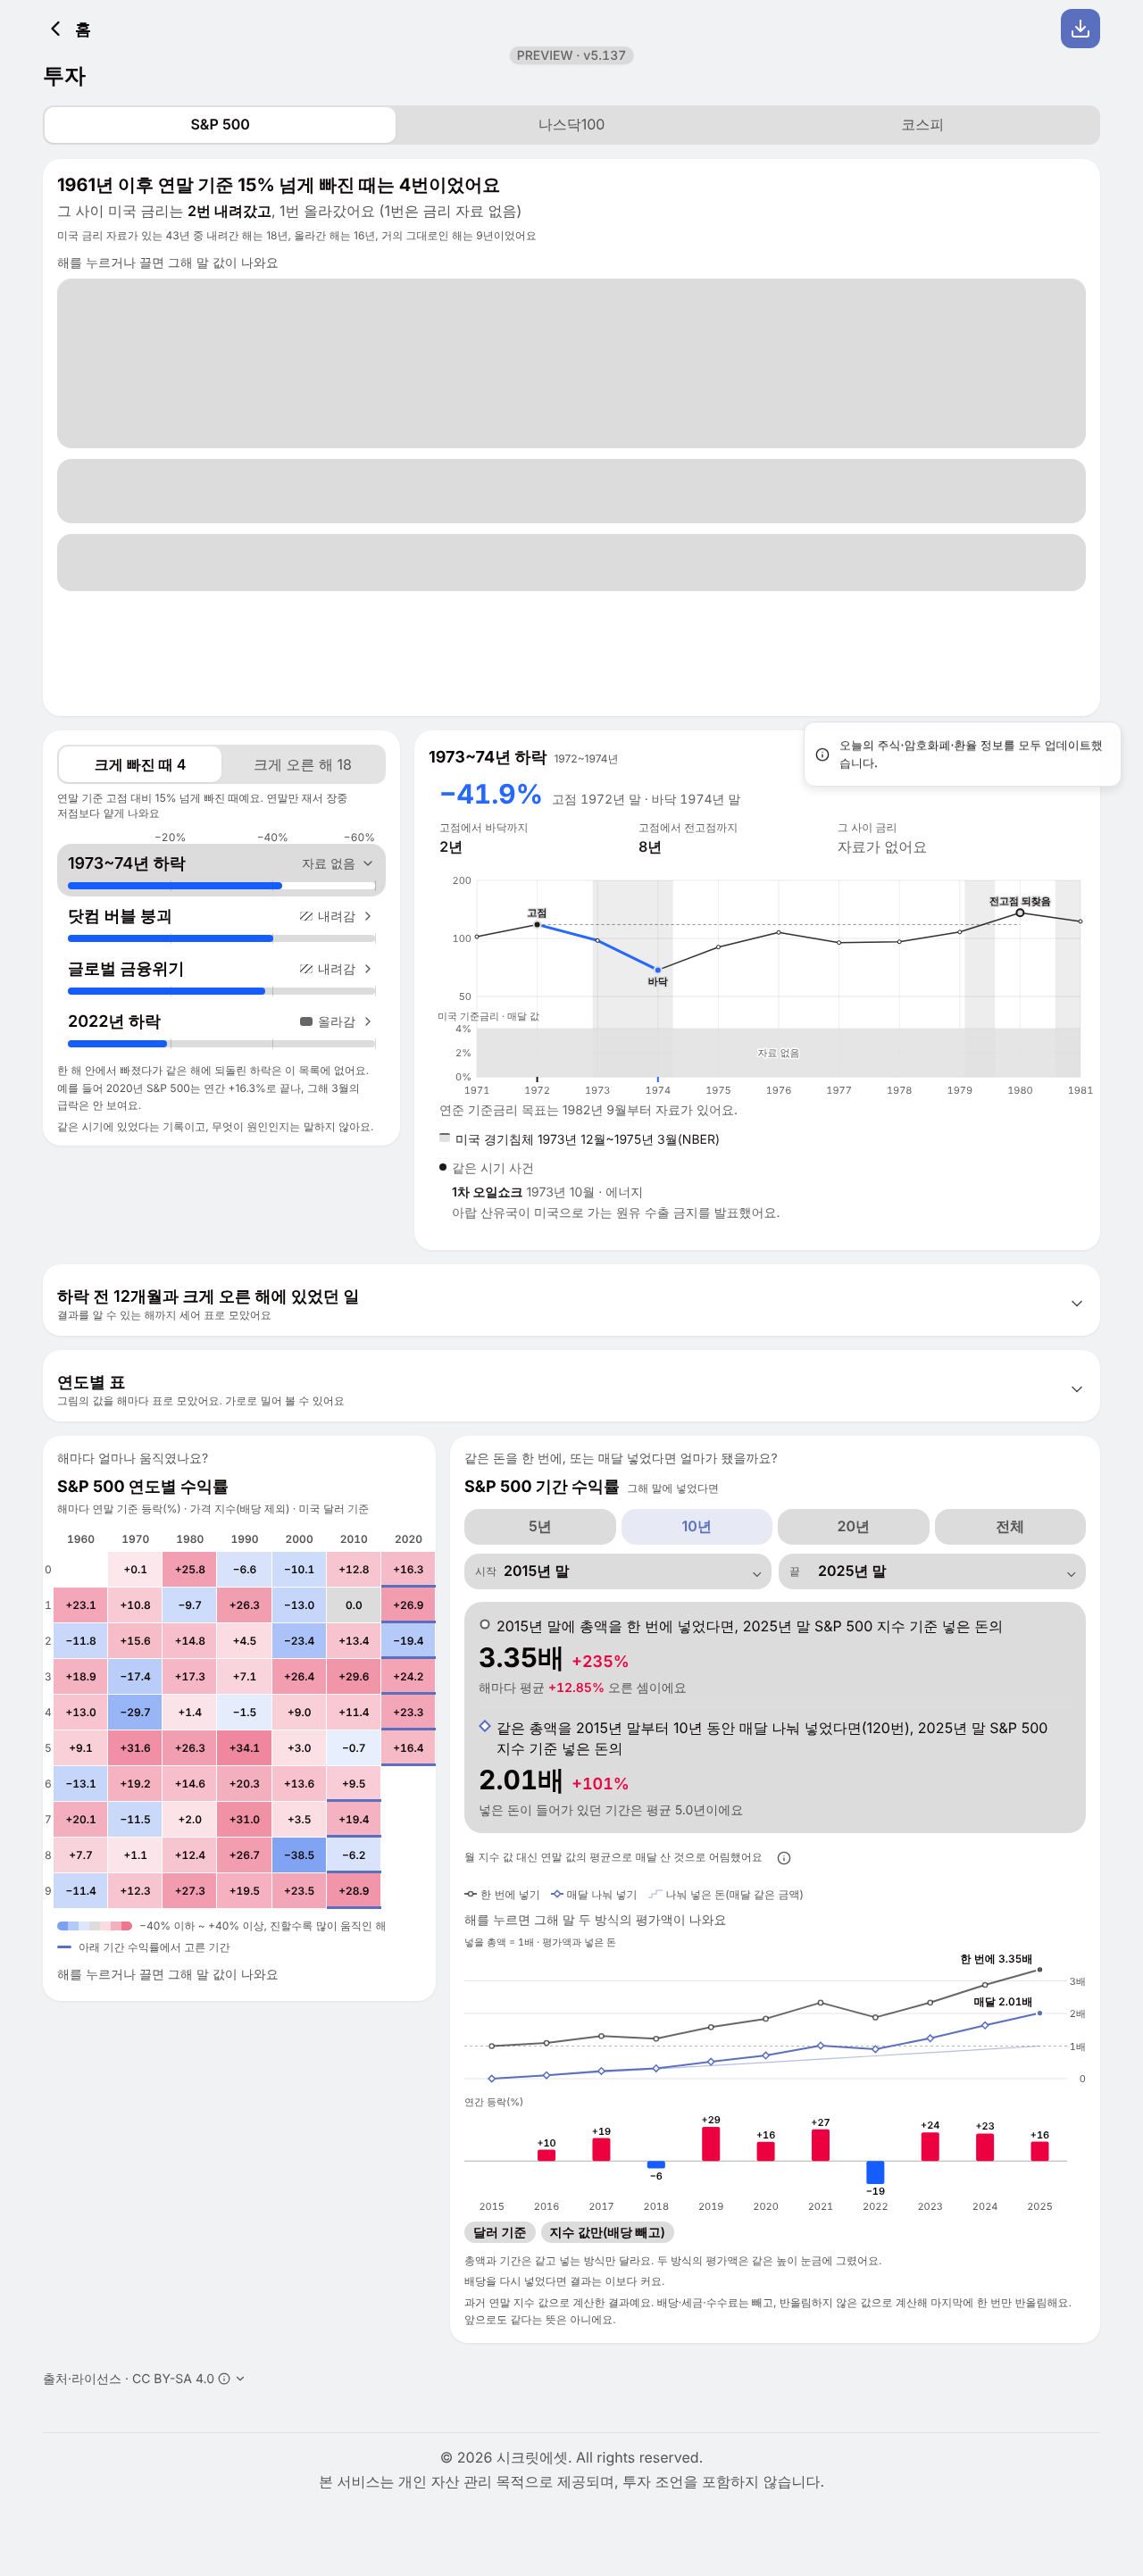 홈
PREVIEW · v5.137
투자
S&P 500 나스닥100 코스피
1961년 이후 연말 기준 15% 넘게 빠진 때는 4번이었어요
그 사이 미국 금리는 2번 내려갔고, 1번 올라갔어요 (1번은 금리 자료 없음)
미국 금리 자료가 있는 43년 중 내려간 해는 18년, 올라간 해는 16년, 거의 그대로인 해는 9년이었어요
해를 누르거나 끌면 그해 말 값이 나와요
오늘의 주식·암호화폐·환율 정보를 모두 업데이트했
습니다.
크게 빠진 때 4 크게 오른 해 18
연말 기준 고점 대비 15% 넘게 빠진 때예요. 연말만 재서 장중
저점보다 얕게 나와요
−20% −40% −60%
1973~74년 하락 자료 없음
닷컴 버블 붕괴 내려감
글로벌 금융위기 내려감
2022년 하락 올라감
한 해 안에서 빠졌다가 같은 해에 되돌린 하락은 이 목록에 없어요.
예를 들어 2020년 S&P 500는 연간 +16.3%로 끝나, 그해 3월의
급락은 안 보여요.
같은 시기에 있었다는 기록이고, 무엇이 원인인지는 말하지 않아요.
1973~74년 하락 1972~1974년
−41.9% 고점 1972년 말 · 바닥 1974년 말
고점에서 바닥까지 고점에서 전고점까지 그 사이 금리
2년 8년 자료가 없어요
200
100
50
고점
바닥
전고점 되찾음
미국 기준금리 · 매달 값
4%
2%
0%
자료 없음
1971 1972 1973 1974 1975 1976 1977 1978 1979 1980 1981
연준 기준금리 목표는 1982년 9월부터 자료가 있어요.
미국 경기침체 1973년 12월~1975년 3월(NBER)
같은 시기 사건
1차 오일쇼크 1973년 10월 · 에너지
아랍 산유국이 미국으로 가는 원유 수출 금지를 발표했어요.
하락 전 12개월과 크게 오른 해에 있었던 일
결과를 알 수 있는 해까지 세어 표로 모았어요
연도별 표
그림의 값을 해마다 표로 모았어요. 가로로 밀어 볼 수 있어요
해마다 얼마나 움직였나요?
S&P 500 연도별 수익률
해마다 연말 기준 등락(%) · 가격 지수(배당 제외) · 미국 달러 기준
1960 1970 1980 1990 2000 2010 2020
0 +0.1 +25.8 −6.6 −10.1 +12.8 +16.3
1 +23.1 +10.8 −9.7 +26.3 −13.0 0.0 +26.9
2 −11.8 +15.6 +14.8 +4.5 −23.4 +13.4 −19.4
3 +18.9 −17.4 +17.3 +7.1 +26.4 +29.6 +24.2
4 +13.0 −29.7 +1.4 −1.5 +9.0 +11.4 +23.3
5 +9.1 +31.6 +26.3 +34.1 +3.0 −0.7 +16.4
6 −13.1 +19.2 +14.6 +20.3 +13.6 +9.5
7 +20.1 −11.5 +2.0 +31.0 +3.5 +19.4
8 +7.7 +1.1 +12.4 +26.7 −38.5 −6.2
9 −11.4 +12.3 +27.3 +19.5 +23.5 +28.9
−40% 이하 ~ +40% 이상, 진할수록 많이 움직인 해
아래 기간 수익률에서 고른 기간
해를 누르거나 끌면 그해 말 값이 나와요
같은 돈을 한 번에, 또는 매달 넣었다면 얼마가 됐을까요?
S&P 500 기간 수익률 그해 말에 넣었다면
5년 10년 20년 전체
시작 2015년 말 끝 2025년 말
2015년 말에 총액을 한 번에 넣었다면, 2025년 말 S&P 500 지수 기준 넣은 돈의
3.35배 +235%
해마다 평균 +12.85% 오른 셈이에요
같은 총액을 2015년 말부터 10년 동안 매달 나눠 넣었다면(120번), 2025년 말 S&P 500
지수 기준 넣은 돈의
2.01배 +101%
넣은 돈이 들어가 있던 기간은 평균 5.0년이에요
월 지수 값 대신 연말 값의 평균으로 매달 산 것으로 어림했어요
한 번에 넣기 매달 나눠 넣기 나눠 넣은 돈(매달 같은 금액)
해를 누르면 그해 말 두 방식의 평가액이 나와요
넣을 총액 = 1배 · 평가액과 넣은 돈
한 번에 3.35배
3배
매달 2.01배
2배
1배
0
연간 등락(%)
+10 +19 −6 +29 +16 +27 −19 +24 +23 +16
2015 2016 2017 2018 2019 2020 2021 2022 2023 2024 2025
달러 기준 지수 값만(배당 빼고)
총액과 기간은 같고 넣는 방식만 달라요. 두 방식의 평가액은 같은 높이 눈금에 그렸어요.
배당을 다시 넣었다면 결과는 이보다 커요.
과거 연말 지수 값으로 계산한 결과예요. 배당·세금·수수료는 빼고, 반올림하지 않은 값으로 계산해 마지막에 한 번만 반올림해요.
앞으로도 같다는 뜻은 아니에요.
출처·라이선스 · CC BY-SA 4.0
© 2026 시크릿에셋. All rights reserved.
본 서비스는 개인 자산 관리 목적으로 제공되며, 투자 조언을 포함하지 않습니다.